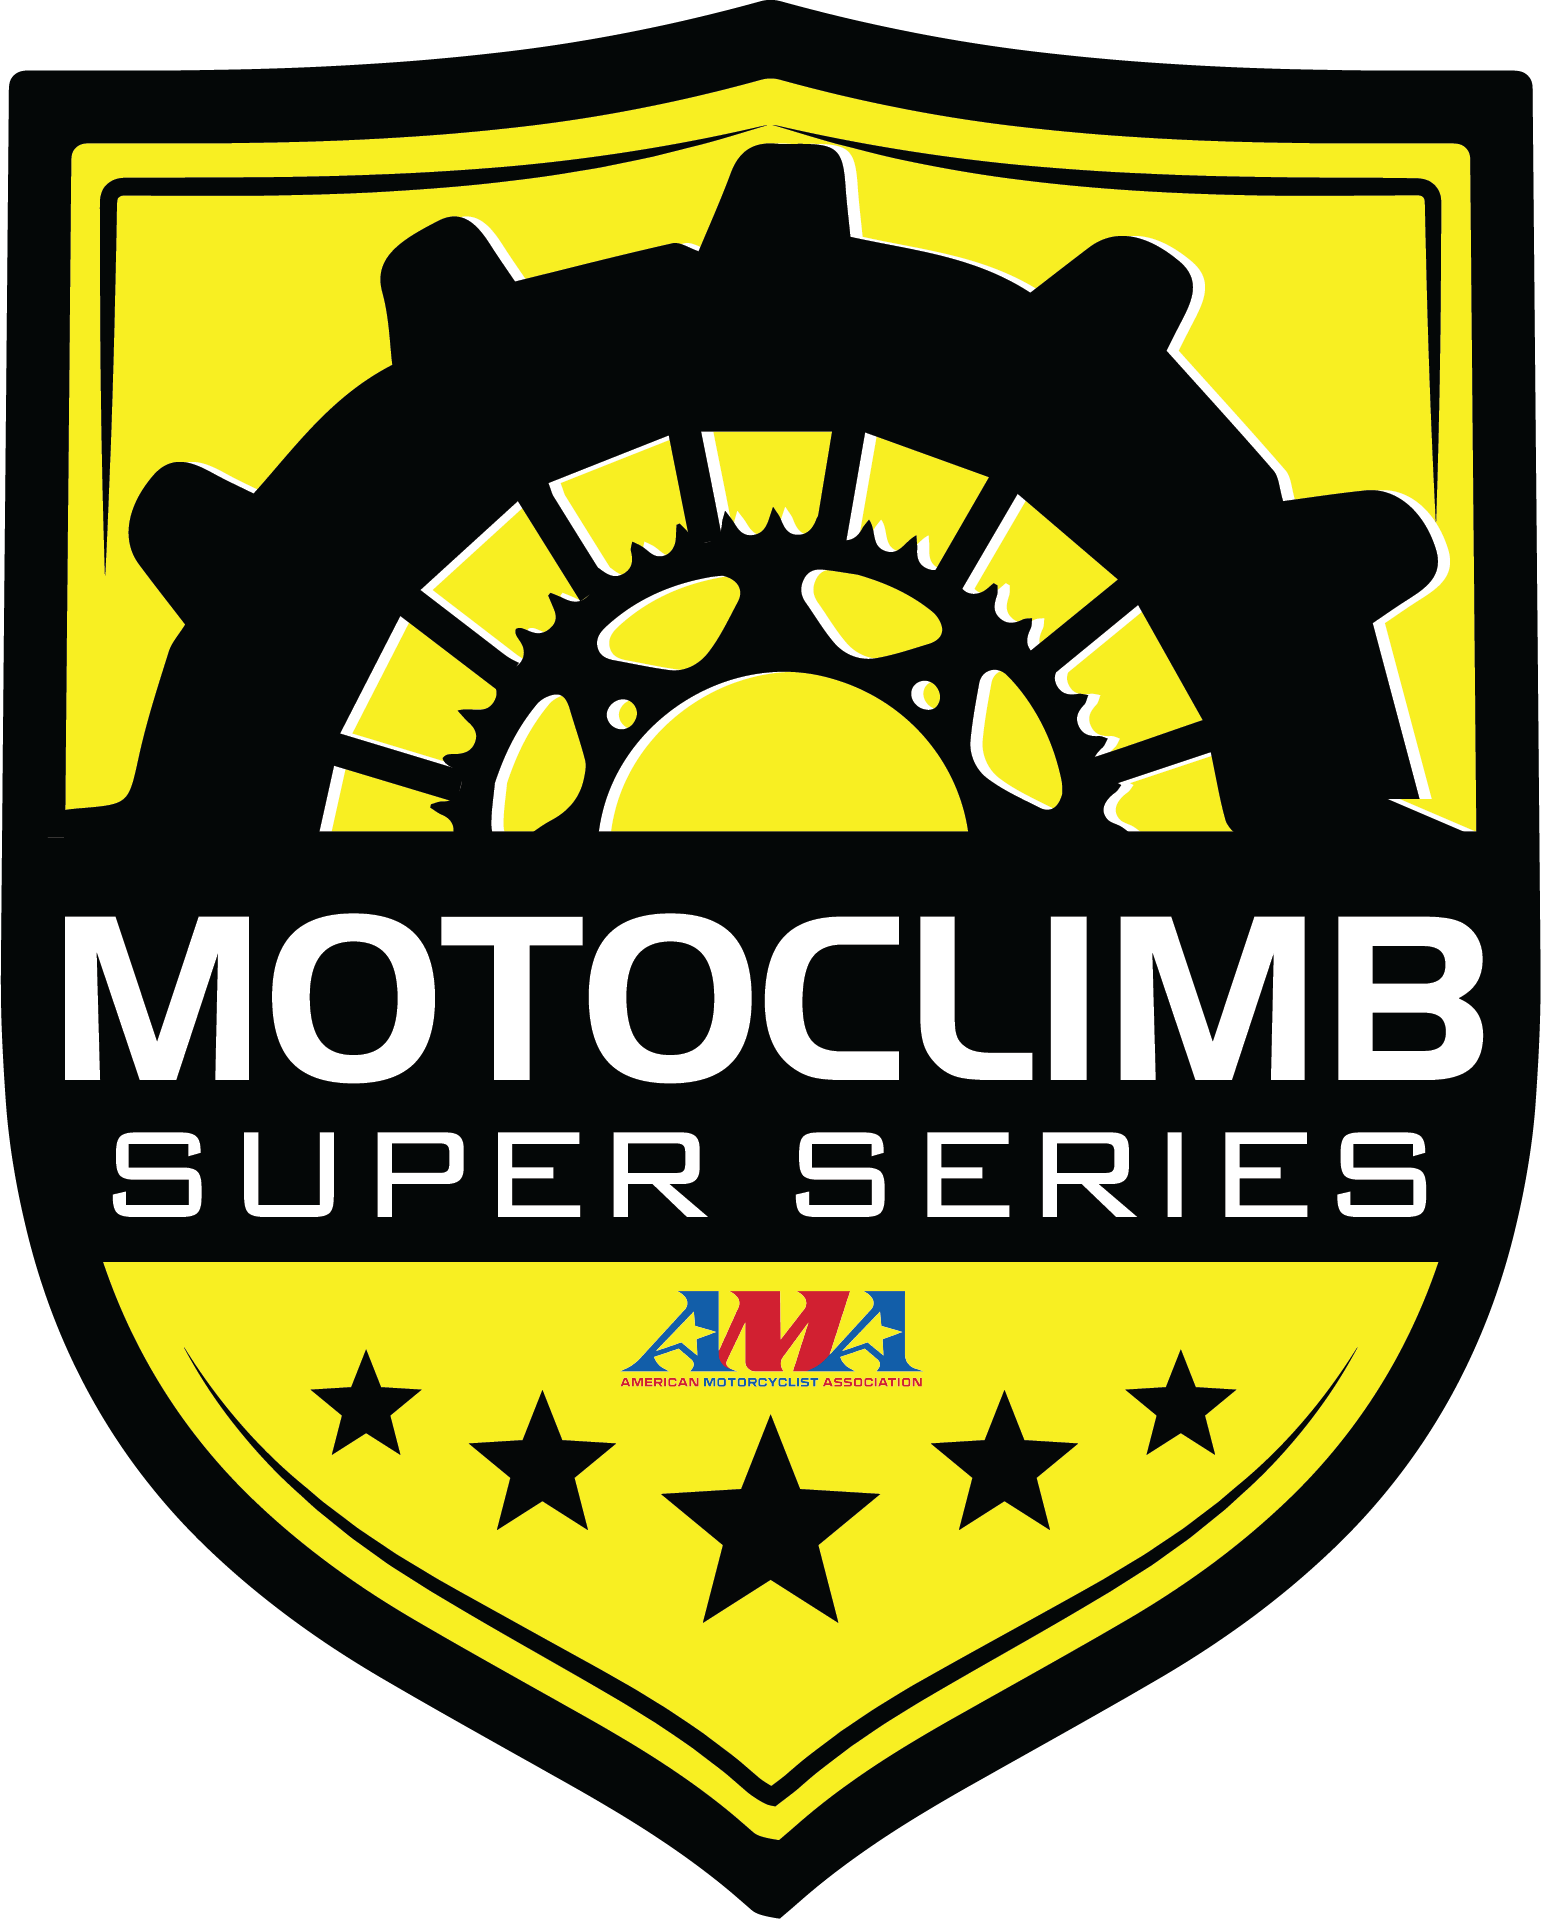 MOTOCLIMB
SUPER SERIES
AMA
AMERICAN MOTORCYCLIST ASSOCIATION